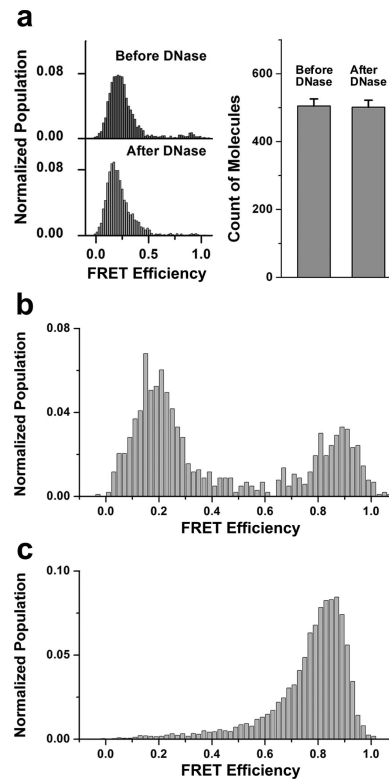 a
Before DNase
0.08
0.00
After DNase
0.08
0.00
Normalized Population
0.0 0.5 1.0
FRET Efficiency
Before DNase
After DNase
600
400
200
0
Count of Molecules
b
0.08
0.04
0.00
Normalized Population
0.0 0.2 0.4 0.6 0.8 1.0
FRET Efficiency
c
0.10
0.05
0.00
Normalized Population
0.0 0.2 0.4 0.6 0.8 1.0
FRET Efficiency